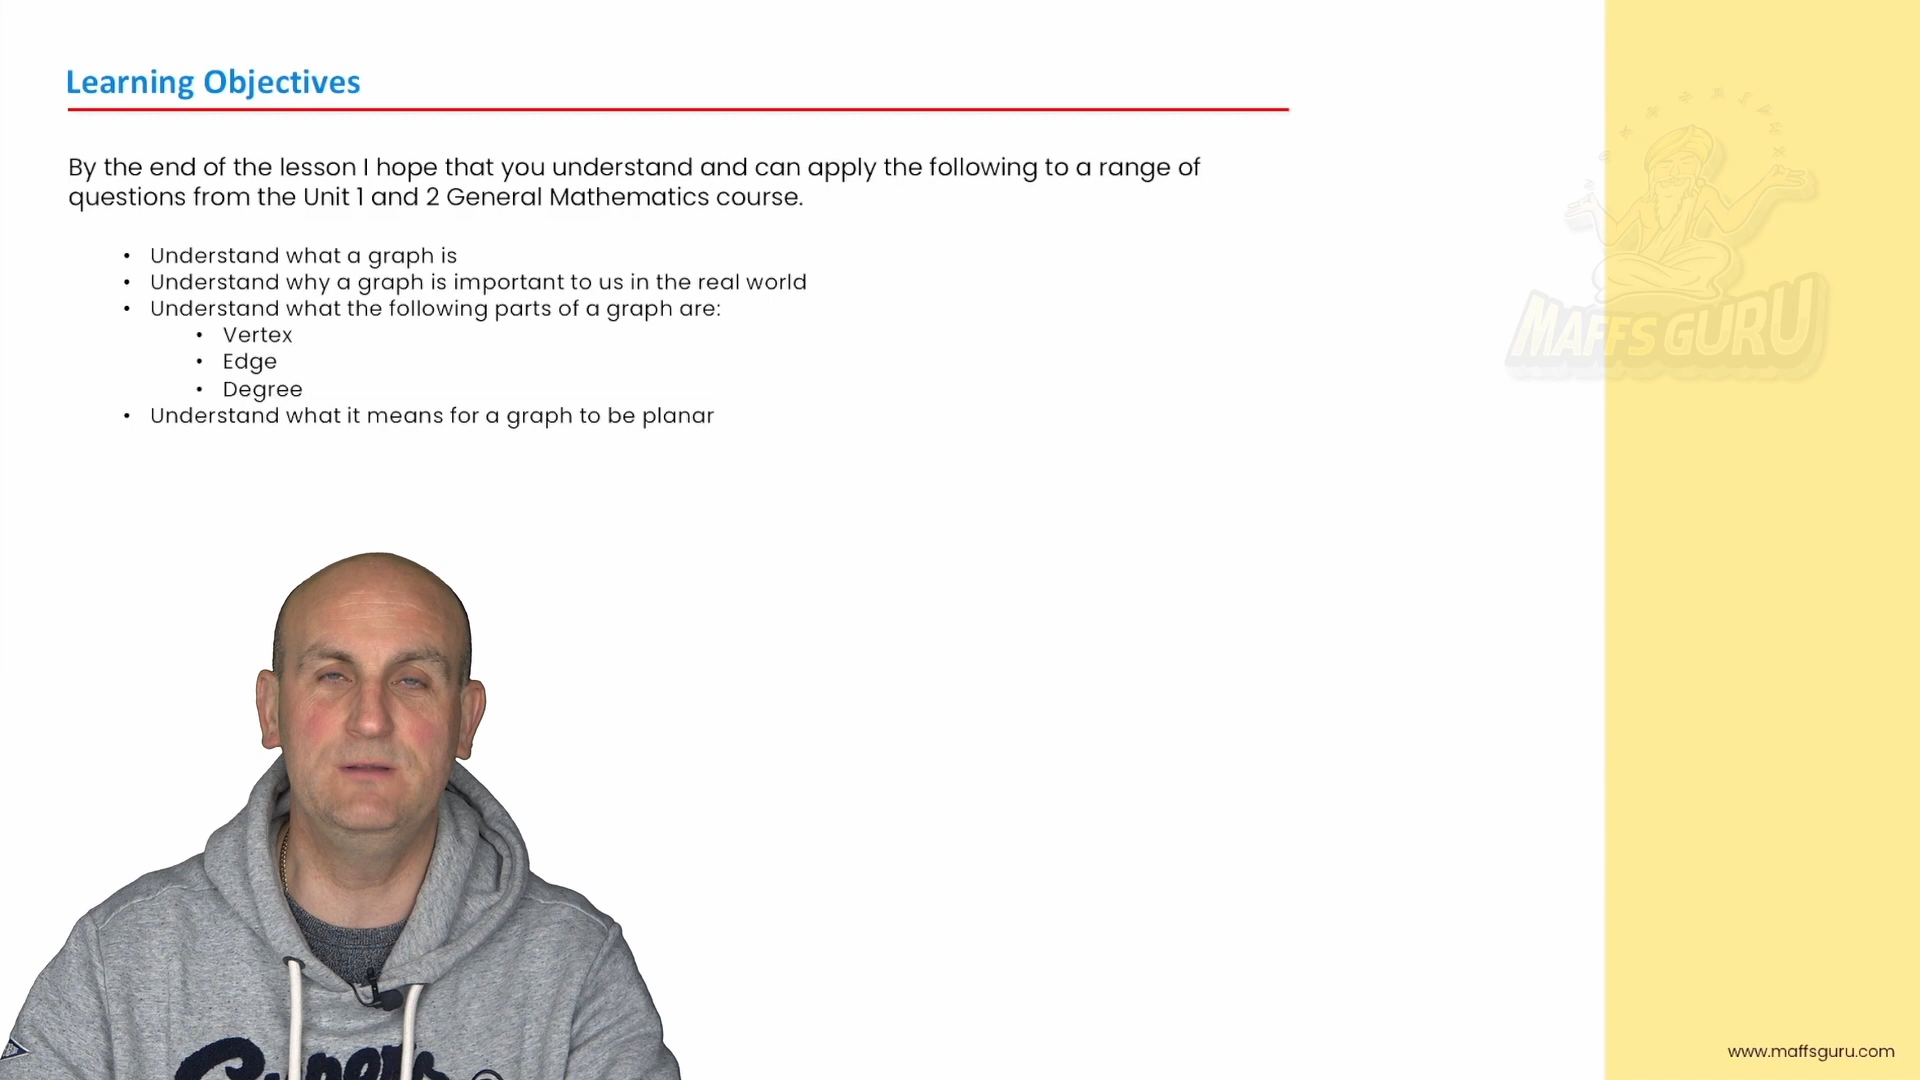 Learning Objectives
By the end of the lesson I hope that you understand and can apply the following to a range of
questions from the Unit 1 and 2 General Mathematics course.
• Understand what a graph is
• Understand why a graph is important to us in the real world
• Understand what the following parts of a graph are:
• Vertex
• Edge
• Degree
• Understand what it means for a graph to be planar
MAFFS GURU
www.maffsguru.com